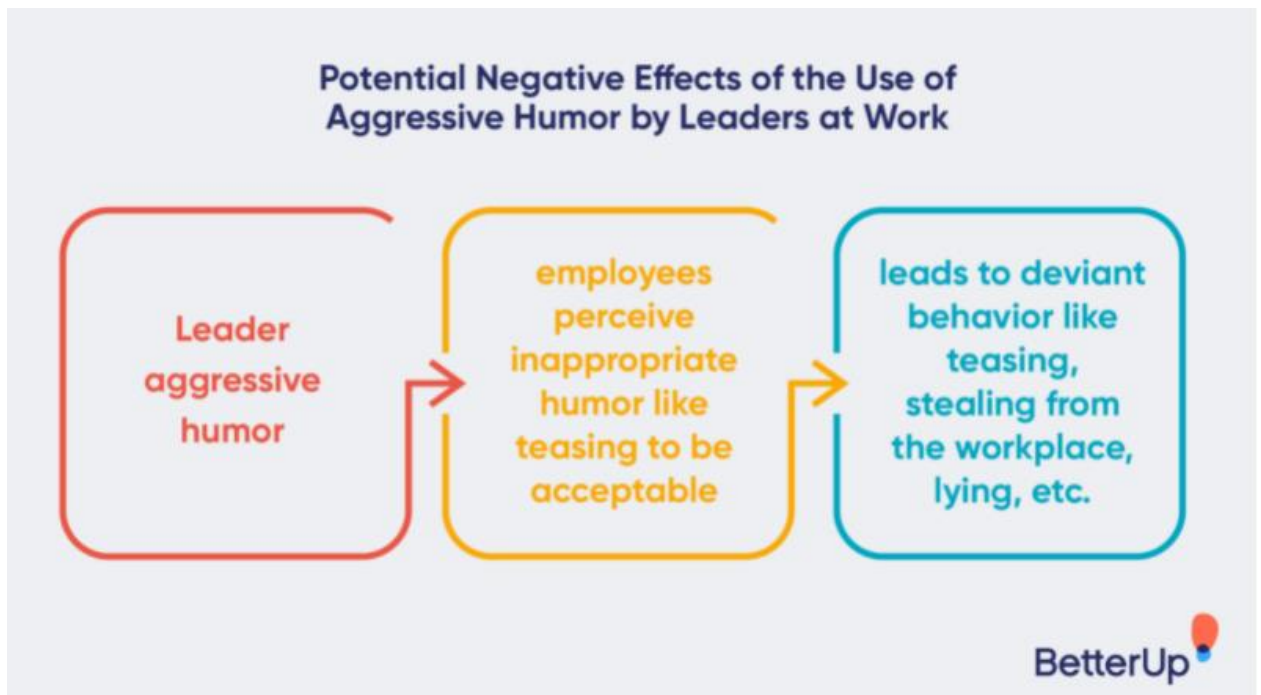 Potential Negative Effects of the Use of
Aggressive Humor by Leaders at Work
Leader
aggressive
humor
employees
perceive
inappropriate
humor like
teasing to be
acceptable
leads to deviant
behavior like
teasing,
stealing from
the workplace,
lying, etc.
BetterUp